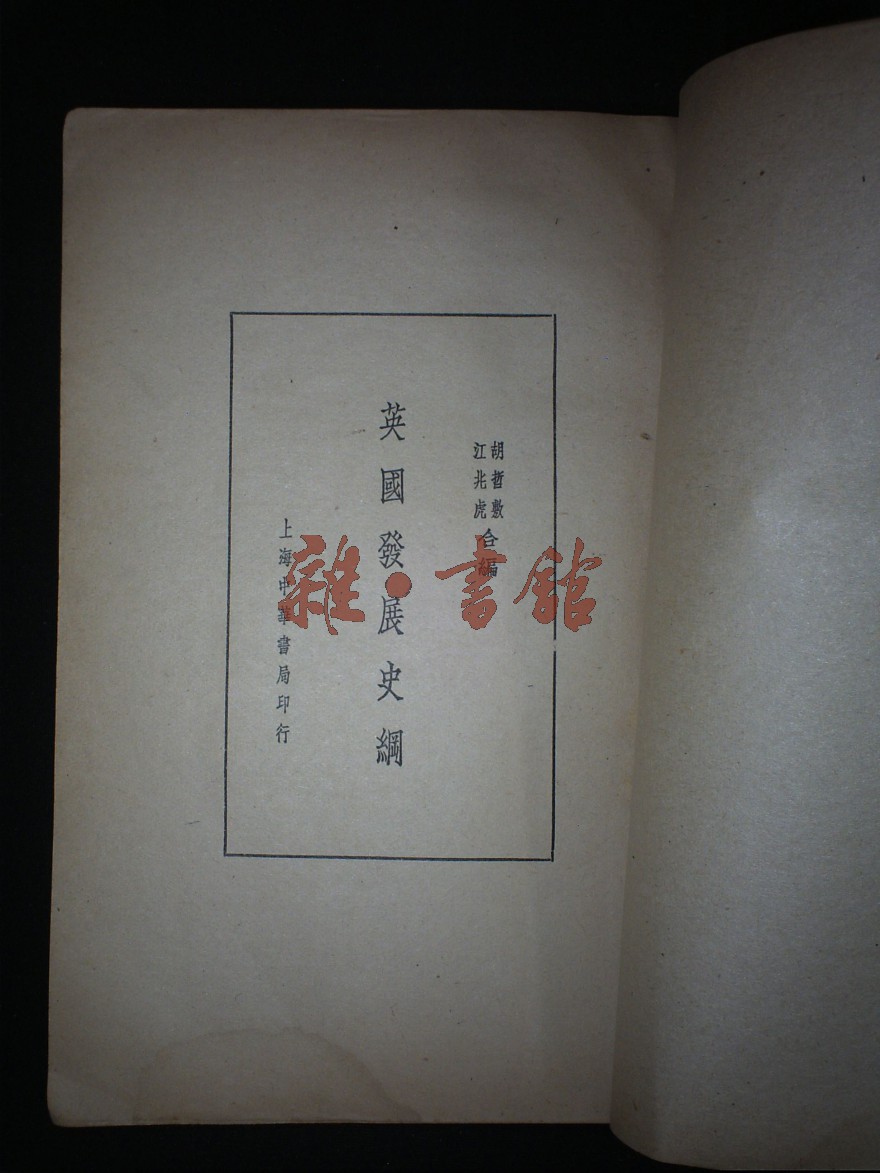 胡哲敷
江兆虎
合編
英國發展史綱
上海中華書局印行
雜·書館